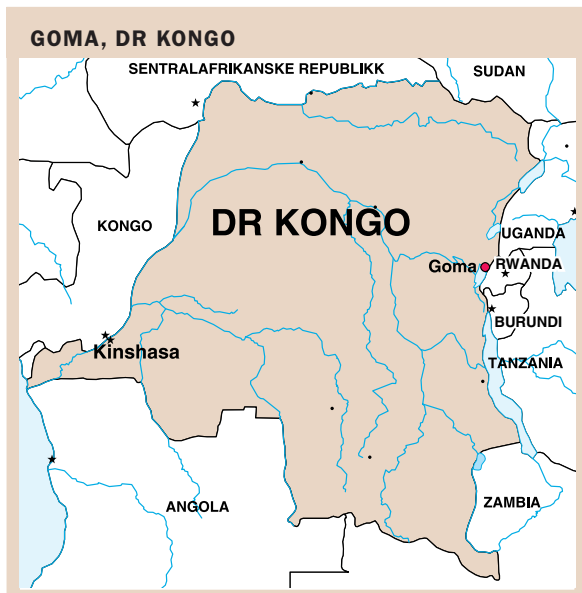 GOMA, DR KONGO
SENTRALAFRIKANSKE REPUBLIKK
SUDAN
KONGO
DR KONGO
UGANDA
Goma
RWANDA
BURUNDI
Kinshasa
TANZANIA
ANGOLA
ZAMBIA